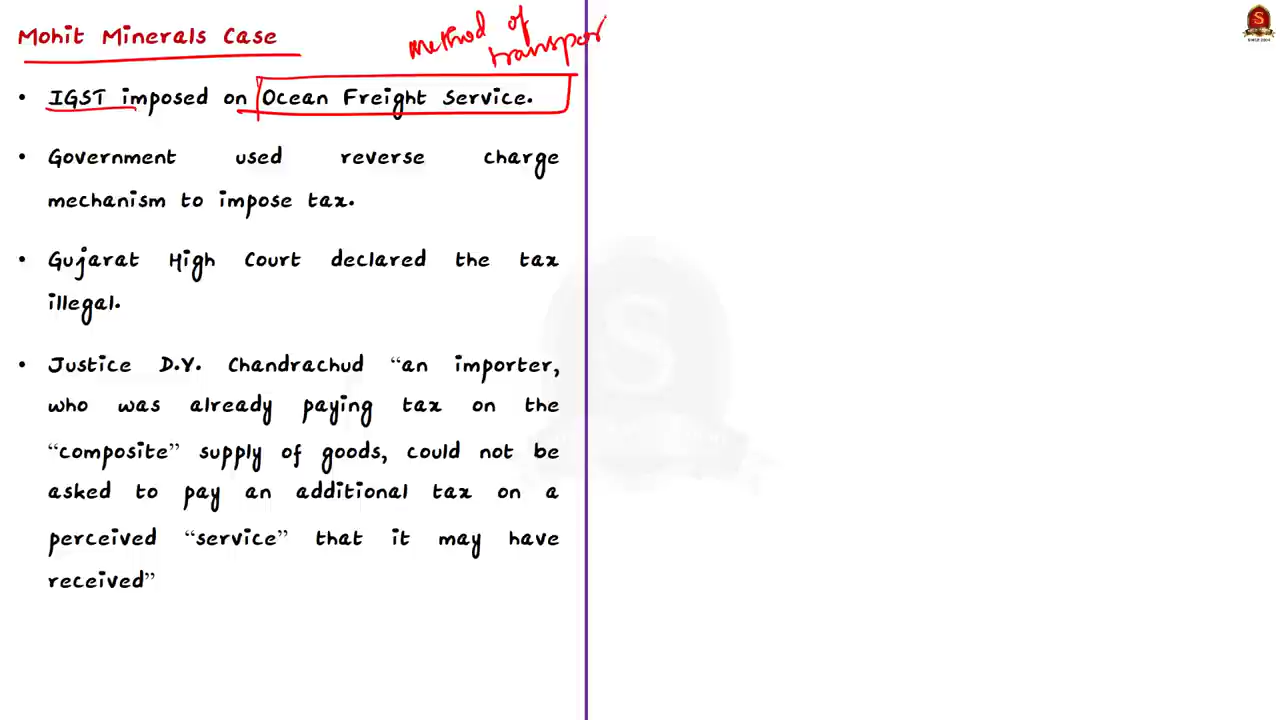 Mohit Minerals Case
method of
transpor
• IGST imposed on Ocean Freight Service.
• Government used reverse charge
mechanism to impose tax.
• Gujarat High Court declared the tax
illegal.
• Justice D.Y. Chandrachud “an importer,
who was already paying tax on the
“composite” supply of goods, could not be
asked to pay an additional tax on a
perceived “service” that it may have
received”